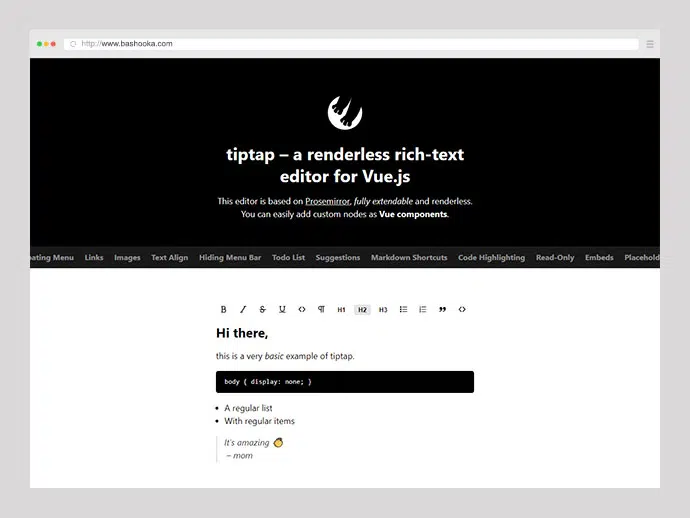 http://www.bashooka.com
tiptap – a renderless rich-text
editor for Vue.js
This editor is based on Prosemirror, fully extendable and renderless.
You can easily add custom nodes as Vue components.
oating Menu Links Images Text Align Hiding Menu Bar Todo List Suggestions Markdown Shortcuts Code Highlighting Read-Only Embeds Placehold
B I S U <> ¶ H1 H2 H3 ❞ <>
Hi there,
this is a very basic example of tiptap.
body { display: none; }
• A regular list
• With regular items
It's amazing 👏
– mom